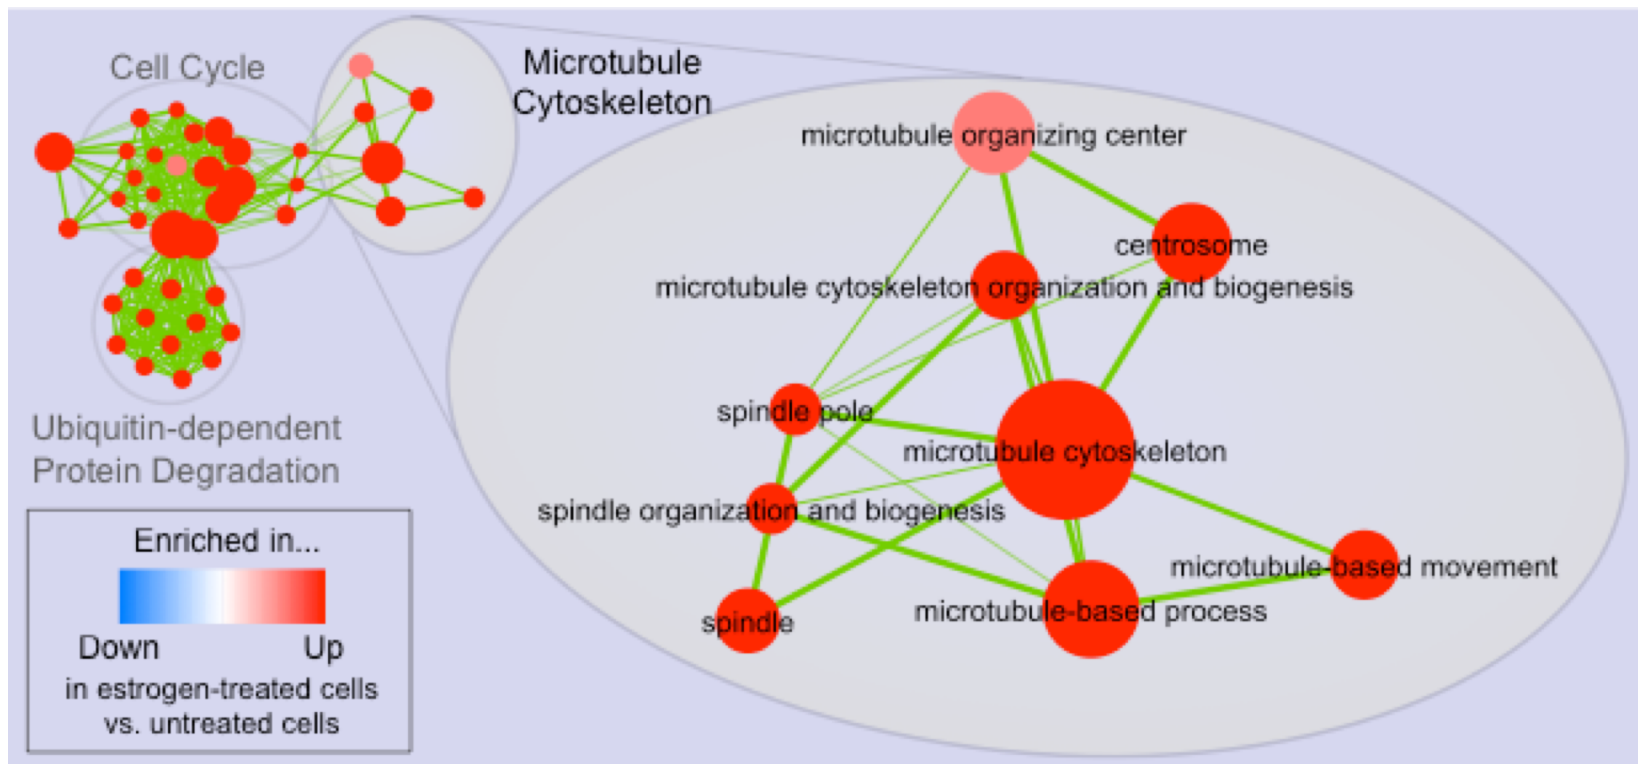 Cell Cycle
Microtubule
Cytoskeleton
microtubule organizing center
centrosome
microtubule cytoskeleton organization and biogenesis
spindle pole
microtubule cytoskeleton
spindle organization and biogenesis
microtubule-based movement
microtubule-based process
spindle
Ubiquitin-dependent
Protein Degradation
Enriched in...
Down Up
in estrogen-treated cells
vs. untreated cells